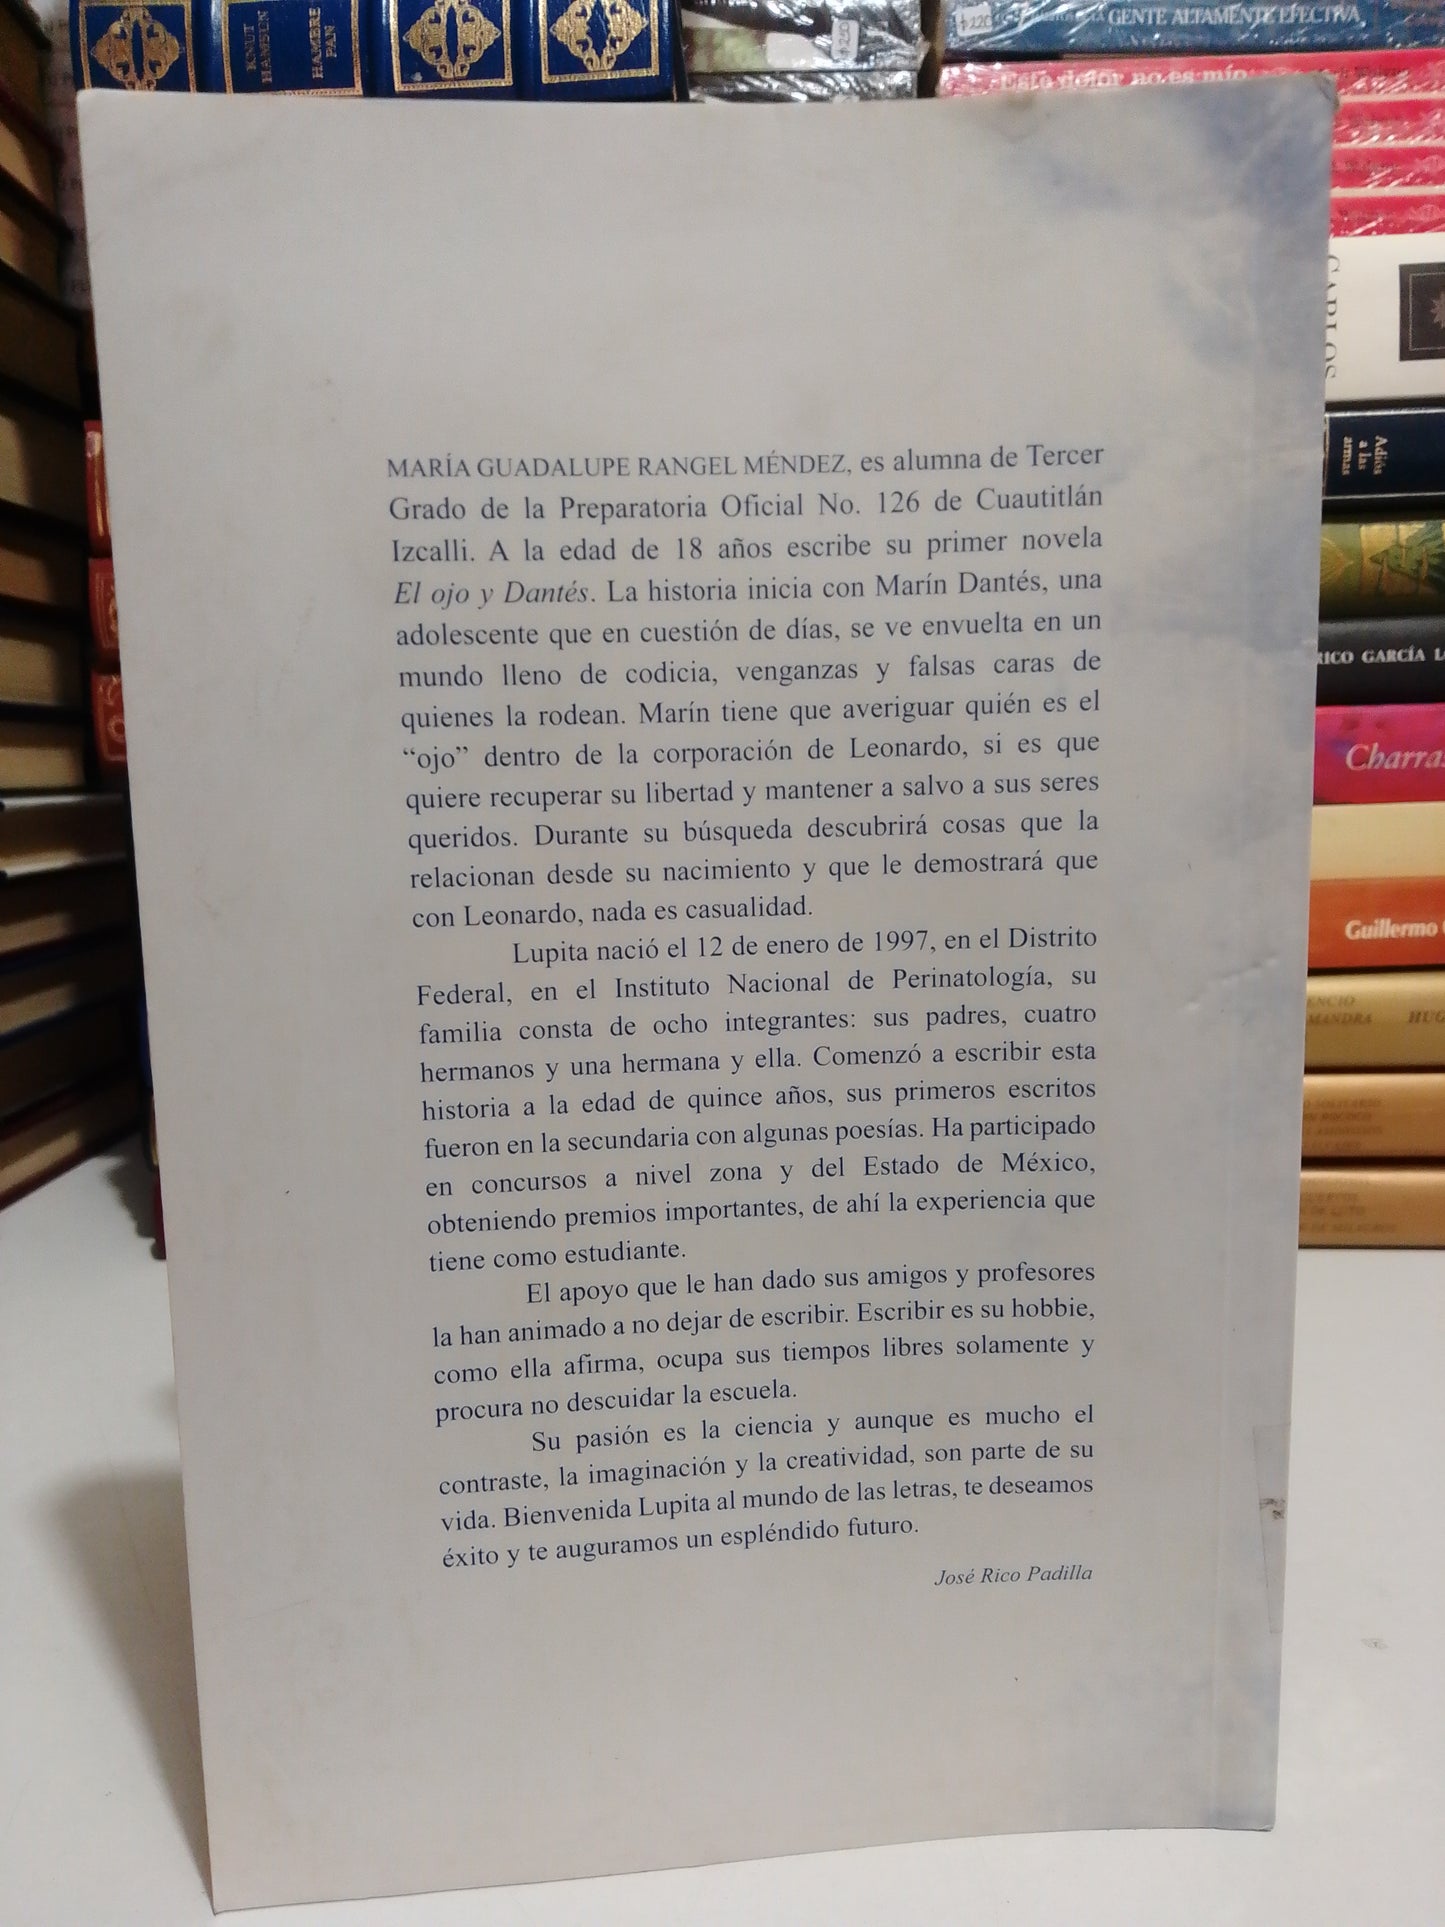 KNUT
HAMSUN
HAMBRE
PAN
$250
$120
GENTE ALTAMENTE EFECTIVA
Este dolor no es mío
CARLOS
Adiós
a las
armas
RICO GARCÍA L
Charras
Guillermo
ENCIO
MANDRA
HUG
DE MILAGROS
MARÍA GUADALUPE RANGEL MÉNDEZ, es alumna de Tercer
Grado de la Preparatoria Oficial No. 126 de Cuautitlán
Izcalli. A la edad de 18 años escribe su primer novela
El ojo y Dantés. La historia inicia con Marín Dantés, una
adolescente que en cuestión de días, se ve envuelta en un
mundo lleno de codicia, venganzas y falsas caras de
quienes la rodean. Marín tiene que averiguar quién es el
“ojo” dentro de la corporación de Leonardo, si es que
quiere recuperar su libertad y mantener a salvo a sus seres
queridos. Durante su búsqueda descubrirá cosas que la
relacionan desde su nacimiento y que le demostrará que
con Leonardo, nada es casualidad.
Lupita nació el 12 de enero de 1997, en el Distrito
Federal, en el Instituto Nacional de Perinatología, su
familia consta de ocho integrantes: sus padres, cuatro
hermanos y una hermana y ella. Comenzó a escribir esta
historia a la edad de quince años, sus primeros escritos
fueron en la secundaria con algunas poesías. Ha participado
en concursos a nivel zona y del Estado de México,
obteniendo premios importantes, de ahí la experiencia que
tiene como estudiante.
El apoyo que le han dado sus amigos y profesores
la han animado a no dejar de escribir. Escribir es su hobbie,
como ella afirma, ocupa sus tiempos libres solamente y
procura no descuidar la escuela.
Su pasión es la ciencia y aunque es mucho el
contraste, la imaginación y la creatividad, son parte de su
vida. Bienvenida Lupita al mundo de las letras, te deseamos
éxito y te auguramos un espléndido futuro.
José Rico Padilla